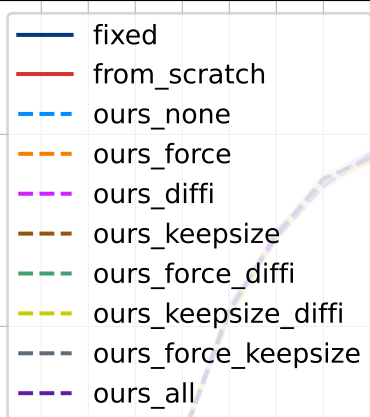 fixed
from_scratch
ours_none
ours_force
ours_diffi
ours_keepsize
ours_force_diffi
ours_keepsize_diffi
ours_force_keepsize
ours_all